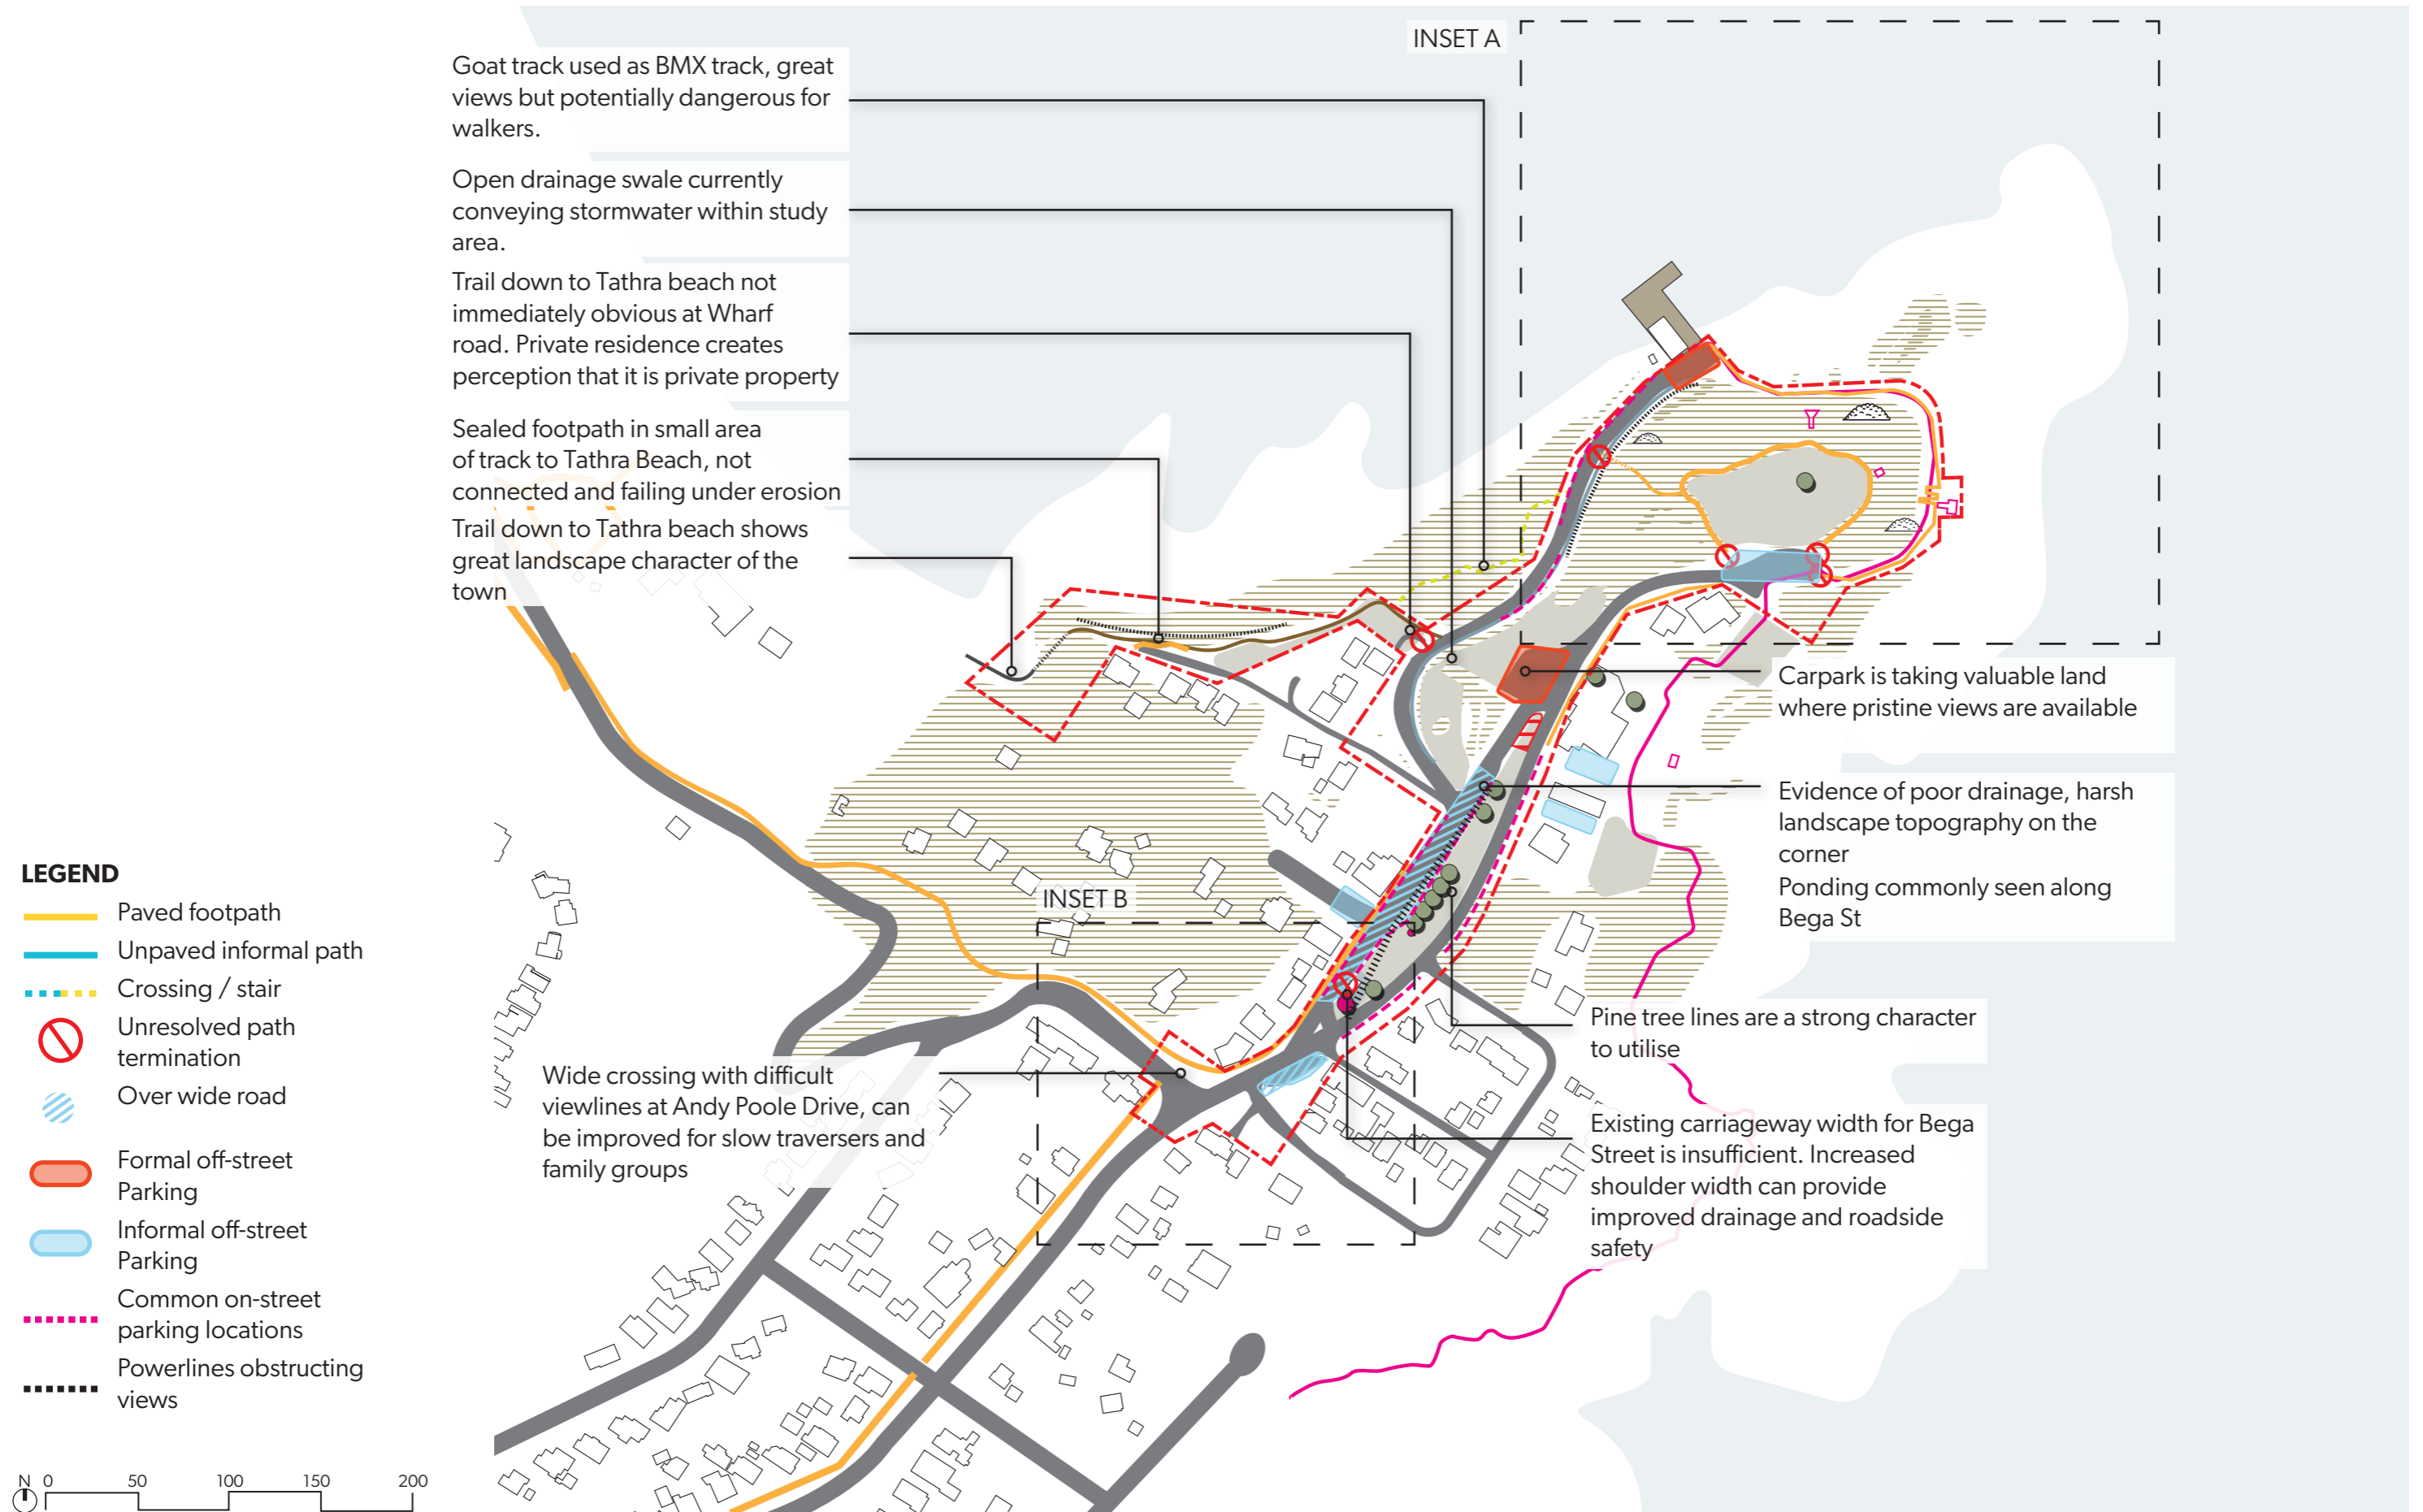 INSET A
Goat track used as BMX track, great
views but potentially dangerous for
walkers.
Open drainage swale currently
conveying stormwater within study
area.
Trail down to Tathra beach not
immediately obvious at Wharf
road. Private residence creates
perception that it is private property
Sealed footpath in small area
of track to Tathra Beach, not
connected and failing under erosion
Trail down to Tathra beach shows
great landscape character of the
town
Carpark is taking valuable land
where pristine views are available
Evidence of poor drainage, harsh
landscape topography on the
corner
Ponding commonly seen along
Bega St
INSET B
Pine tree lines are a strong character
to utilise
Wide crossing with difficult
viewlines at Andy Poole Drive, can
be improved for slow traversers and
family groups
Existing carriageway width for Bega
Street is insufficient. Increased
shoulder width can provide
improved drainage and roadside
safety
LEGEND
Paved footpath
Unpaved informal path
Crossing / stair
Unresolved path
termination
Over wide road
Formal off-street
Parking
Informal off-street
Parking
Common on-street
parking locations
Powerlines obstructing
views
N 0 50 100 150 200